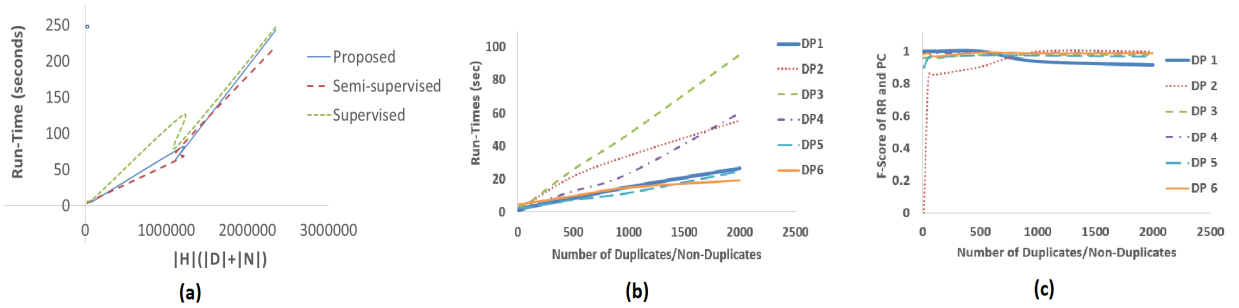 250
200
150
100
50
0
Run-Time (seconds)
0
1000000
2000000
3000000
|H|(|D|+|N|)
Proposed
Semi-supervised
Supervised
(a)
100
80
60
40
20
0
Run-Times (sec)
0
500
1000
1500
2000
2500
Number of Duplicates/Non-Duplicates
DP1
DP2
DP3
DP4
DP5
DP6
(b)
1
0.8
0.6
0.4
0.2
0
F-Score of RR and PC
0
500
1000
1500
2000
2500
Number of Duplicates/Non-Duplicates
DP 1
DP 2
DP 3
DP 4
DP 5
DP 6
(c)